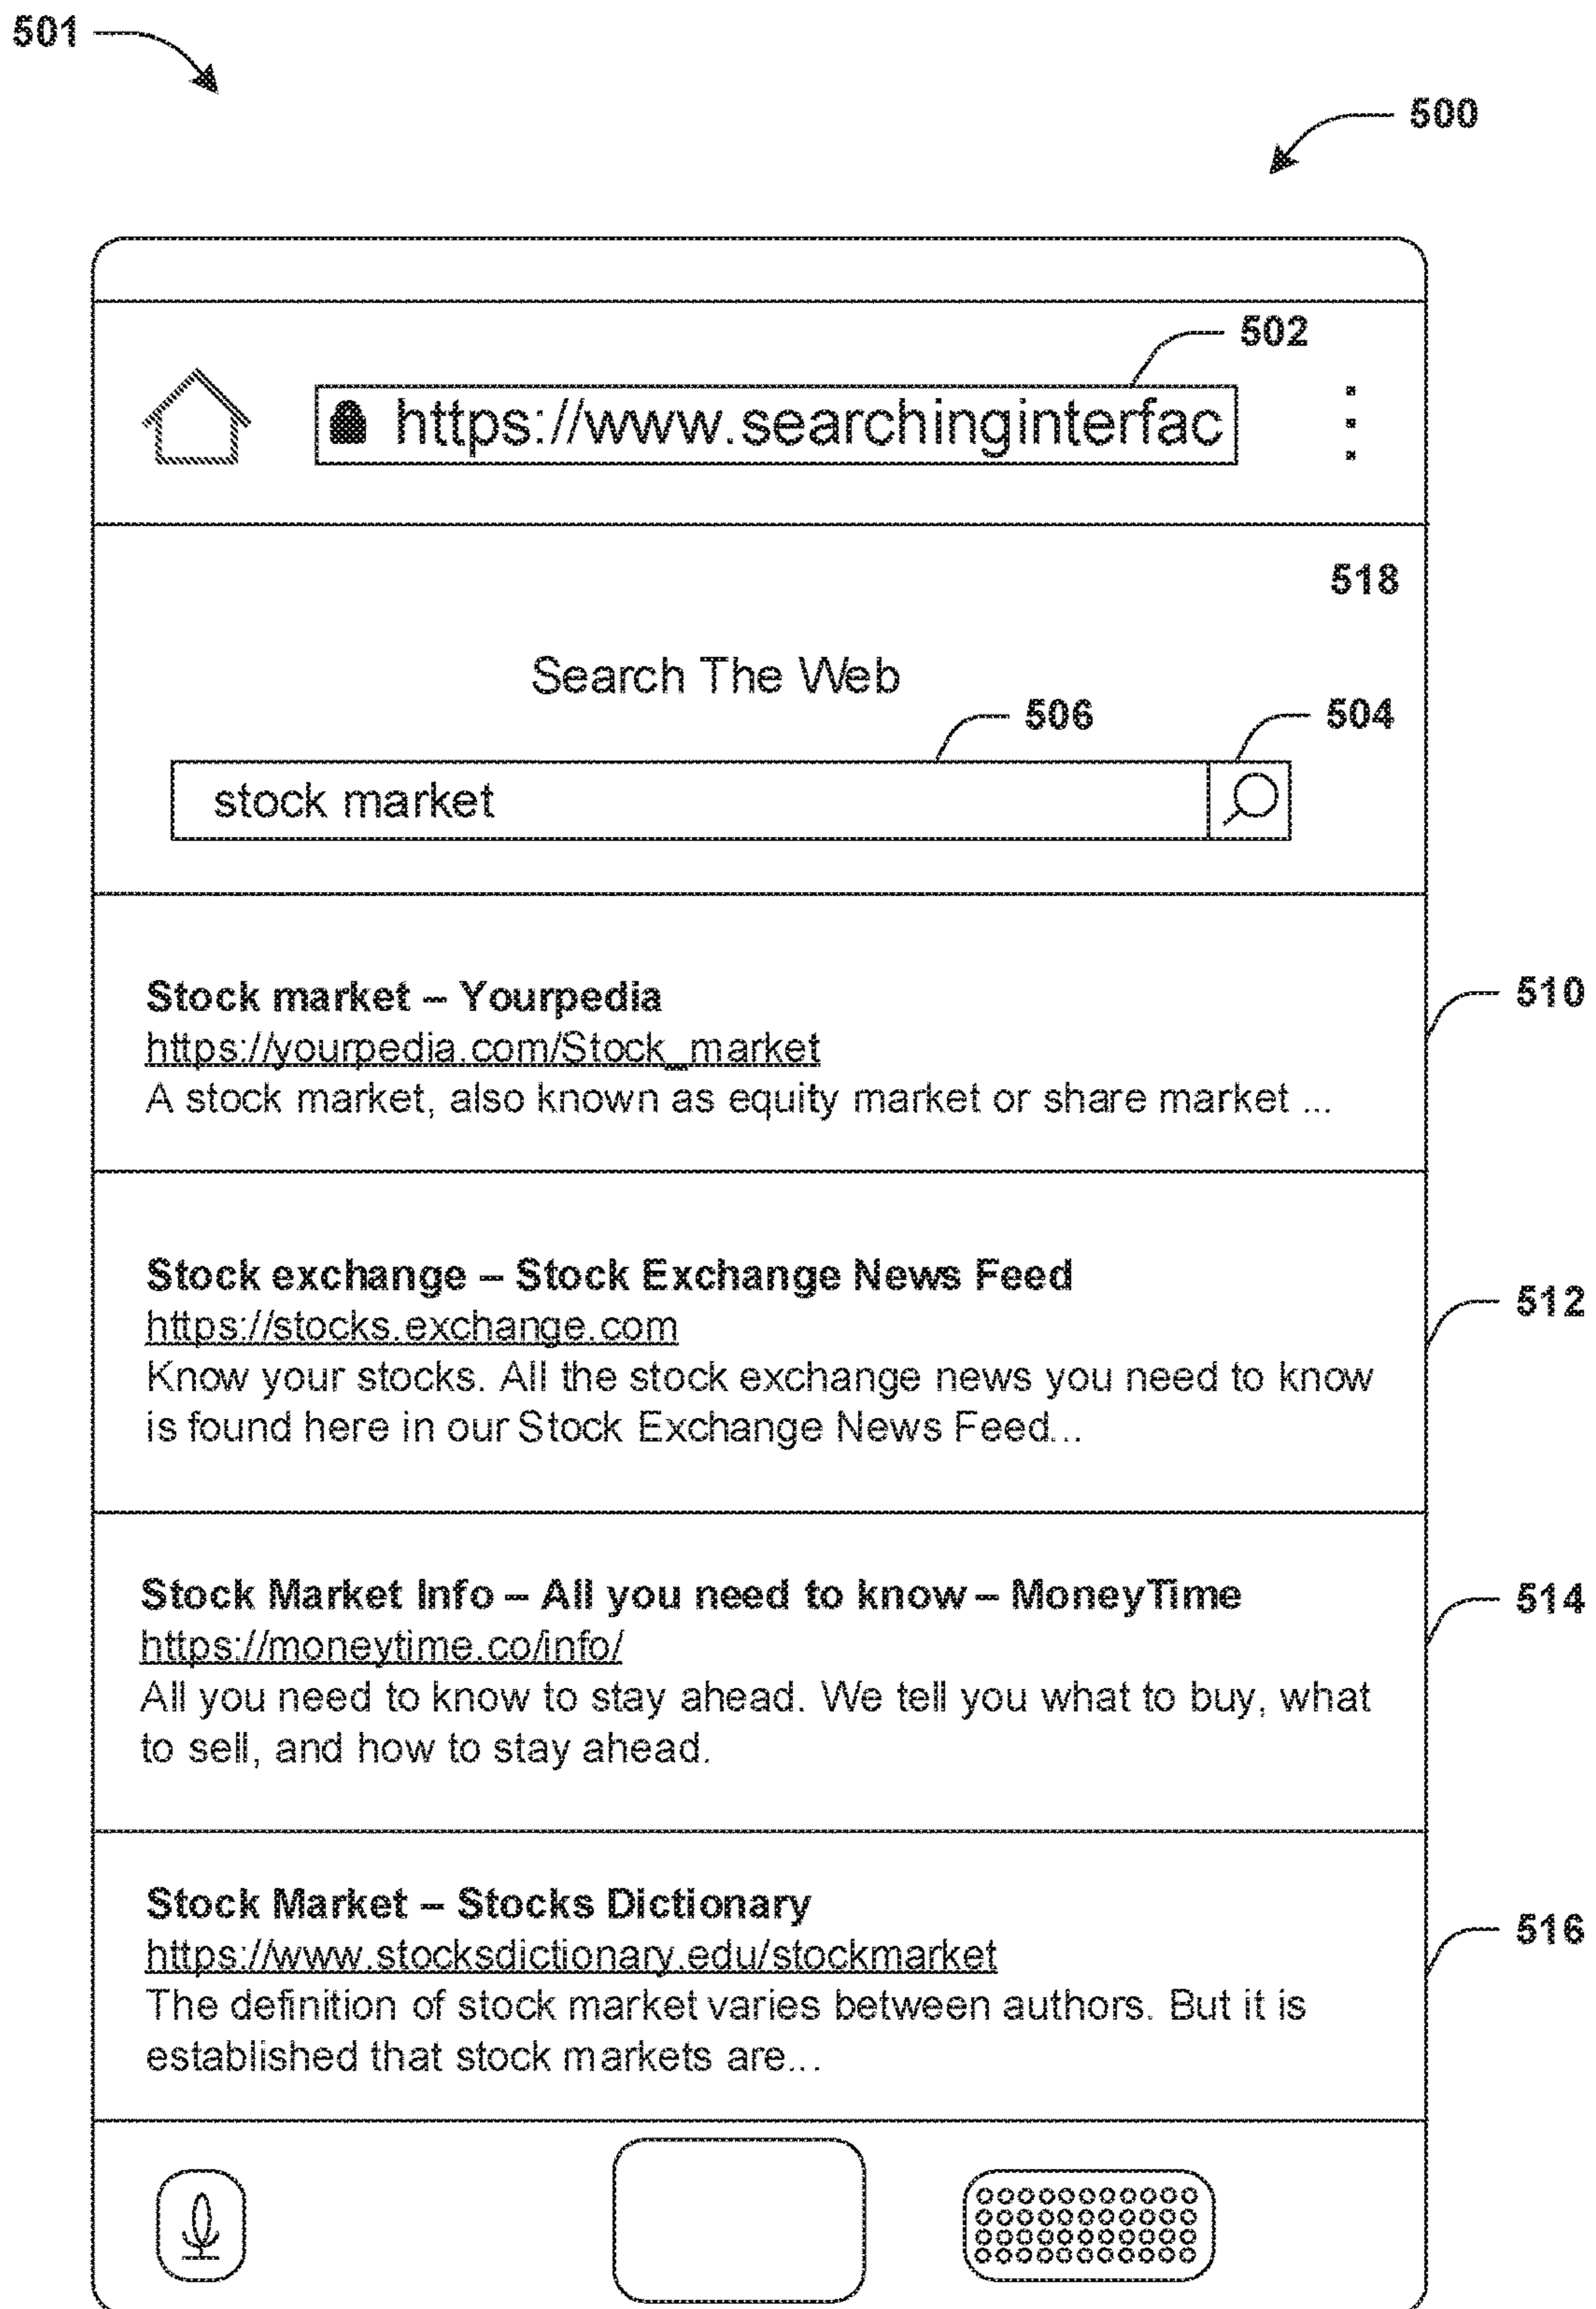 501
500
502
https://www.searchinginterfac
518
Search The Web
506
504
stock market
Stock market – Yourpedia
510
https://yourpedia.com/Stock_market
A stock market, also known as equity market or share market ...
Stock exchange – Stock Exchange News Feed
512
https://stocks.exchange.com
Know your stocks. All the stock exchange news you need to know
is found here in our Stock Exchange News Feed...
Stock Market Info – All you need to know – MoneyTime
514
https://moneytime.co/info/
All you need to know to stay ahead. We tell you what to buy, what
to sell, and how to stay ahead.
Stock Market – Stocks Dictionary
516
https://www.stocksdictionary.edu/stockmarket
The definition of stock market varies between authors. But it is
established that stock markets are...